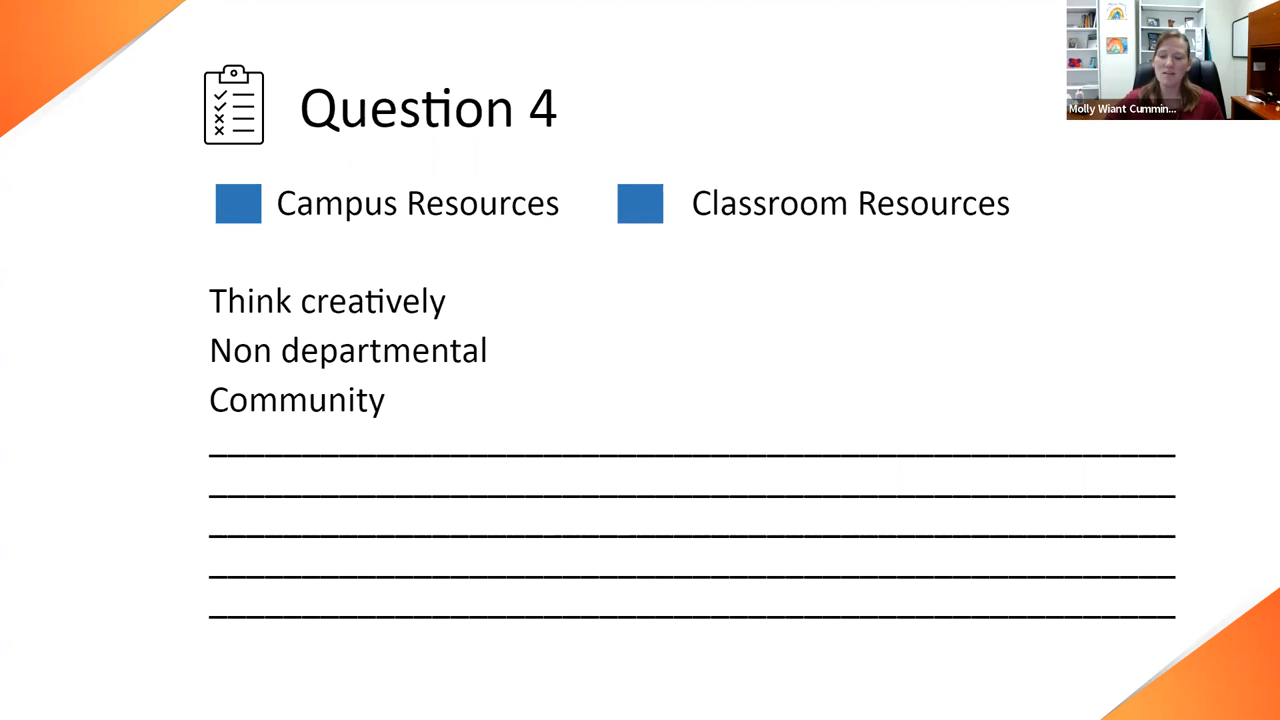 Question 4
Campus Resources
Classroom Resources
Think creatively
Non departmental
Community
Molly Wiant Cummin...